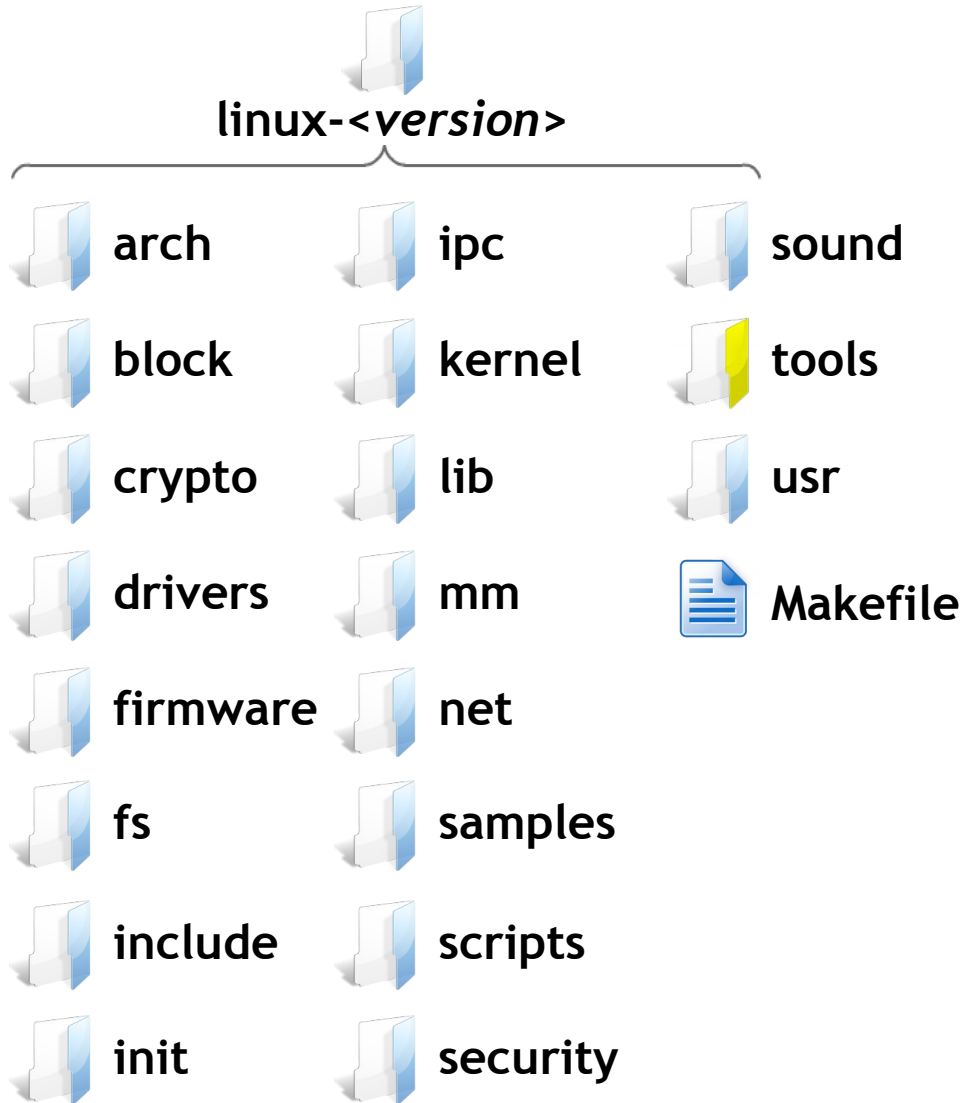 linux-<version>
arch
block
crypto
drivers
firmware
fs
include
init
ipc
kernel
lib
mm
net
samples
scripts
security
sound
tools
usr
Makefile